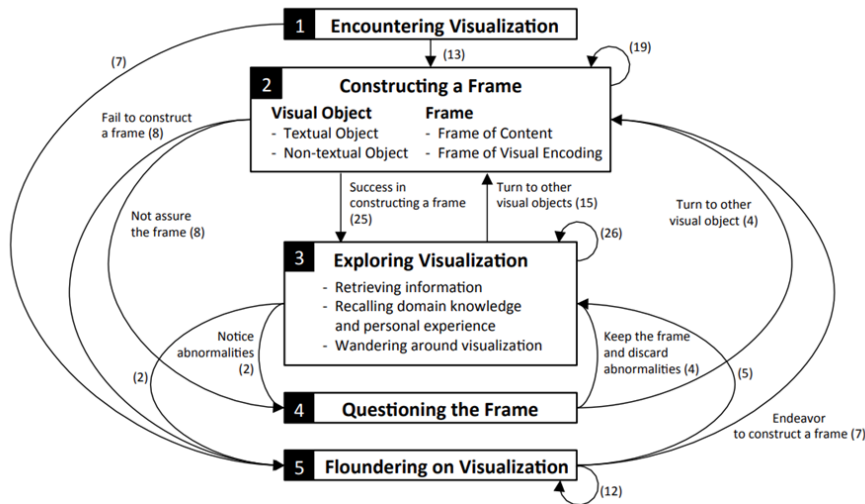 1 Encountering Visualization
(7)
(13)
(19)
2 Constructing a Frame
Visual Object
- Textual Object
- Non-textual Object
Frame
- Frame of Content
- Frame of Visual Encoding
Fail to construct
a frame (8)
Not assure
the frame (8)
Success in
constructing a frame
(25)
Turn to other
visual objects (15)
Turn to other
visual object (4)
(26)
3 Exploring Visualization
- Retrieving information
- Recalling domain knowledge
and personal experience
- Wandering around visualization
Notice
abnormalities
(2)
(2)
Keep the frame
and discard
abnormalities (4)
(5)
4 Questioning the Frame
Endeavor
to construct a frame (7)
5 Floundering on Visualization
(12)